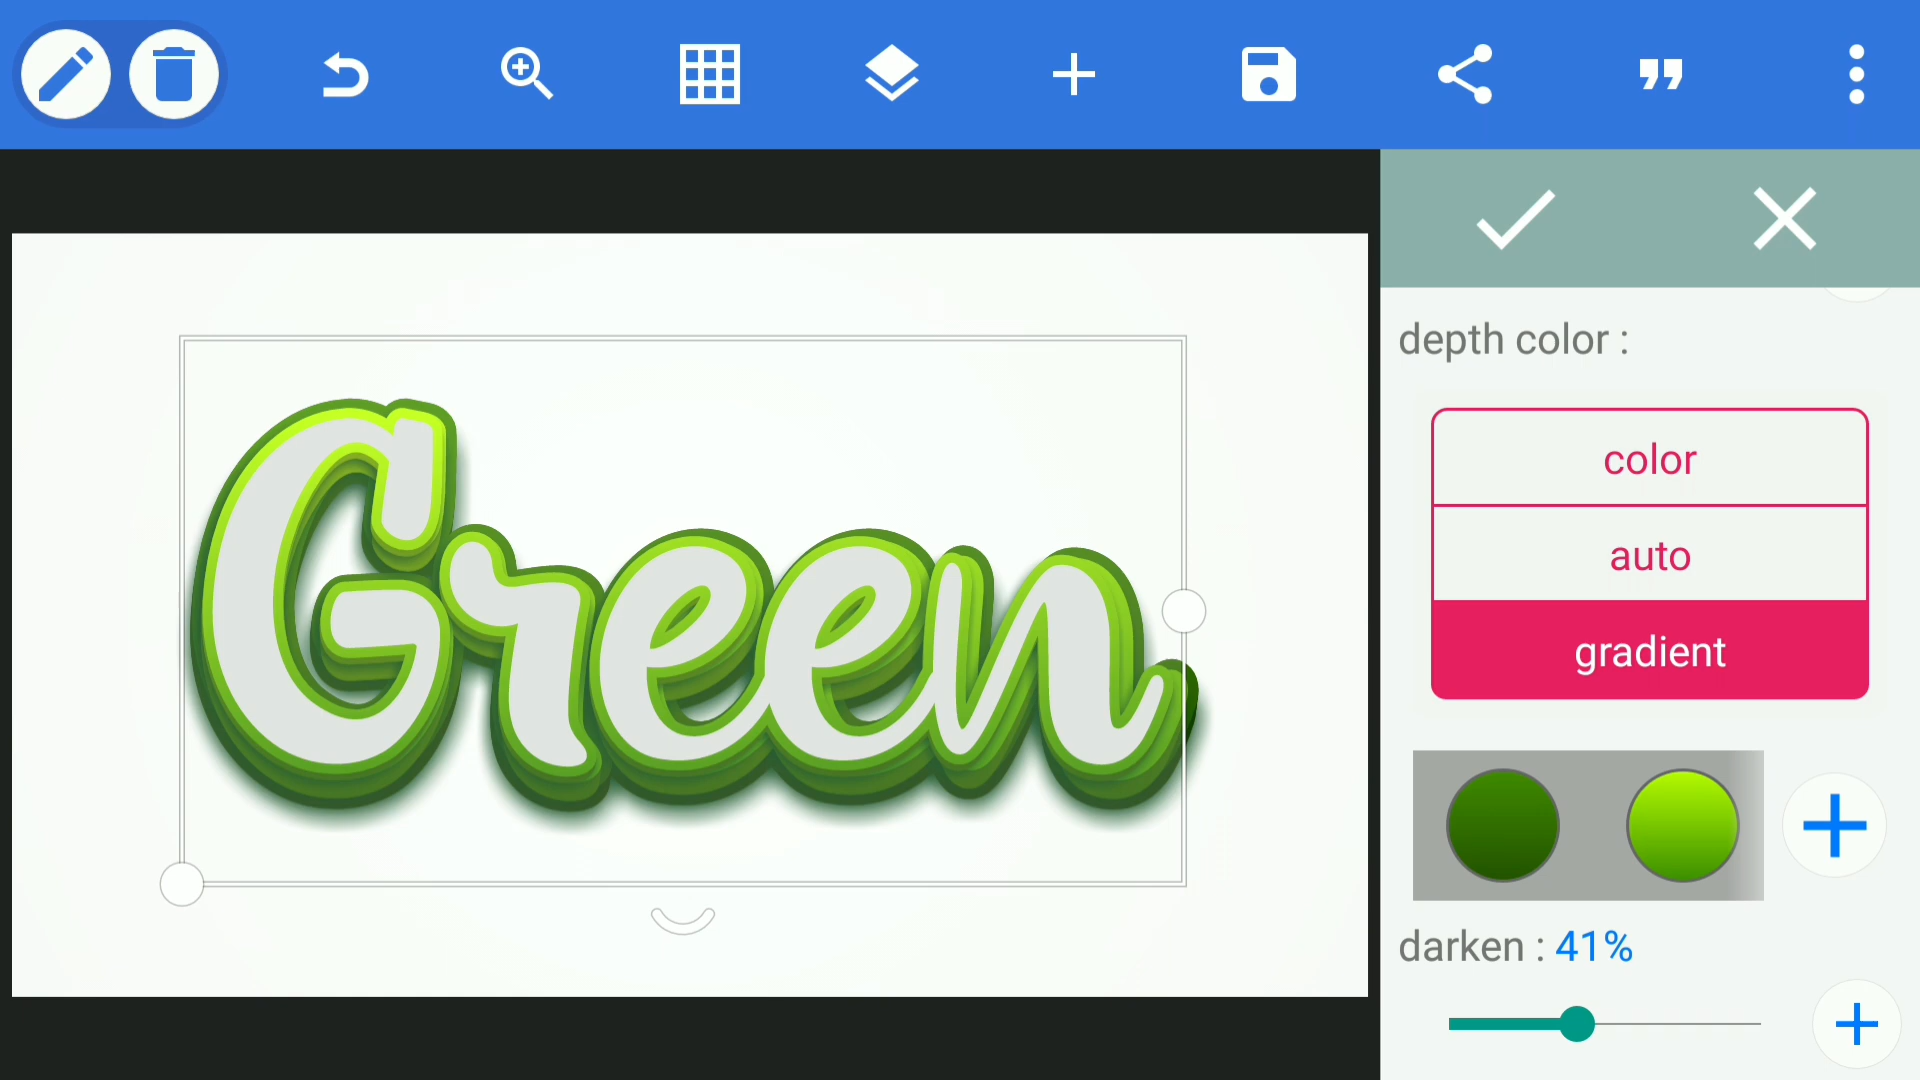 Green
depth color :
color
auto
gradient
darken : 41%